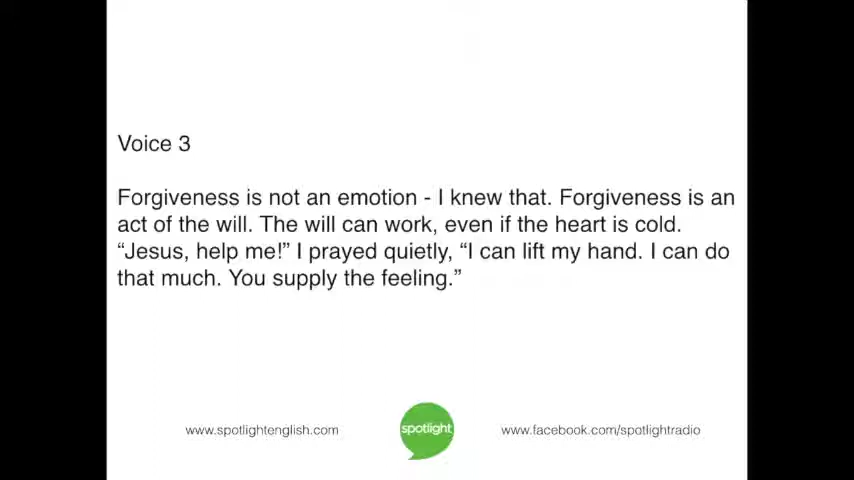 Voice 3
Forgiveness is not an emotion - I knew that. Forgiveness is an
act of the will. The will can work, even if the heart is cold.
“Jesus, help me!” I prayed quietly, “I can lift my hand. I can do
that much. You supply the feeling.”
www.spotlightenglish.com
spotlight
www.facebook.com/spotlightradio